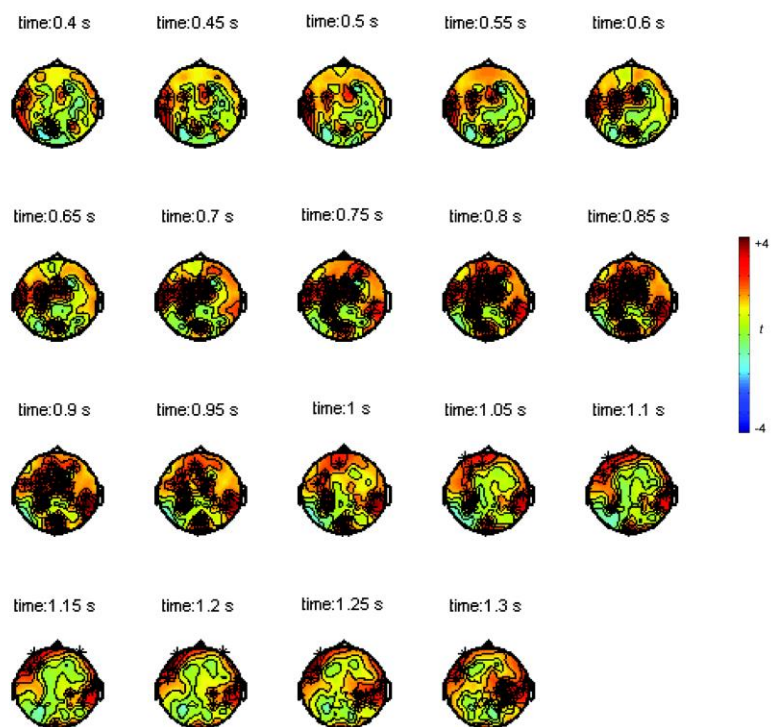 time:0.4 s time:0.45 s time:0.5 s time:0.55 s time:0.6 s
time:0.65 s time:0.7 s time:0.75 s time:0.8 s time:0.85 s
+4
t
-4
time:0.9 s time:0.95 s time:1 s time:1.05 s time:1.1 s
time:1.15 s time:1.2 s time:1.25 s time:1.3 s